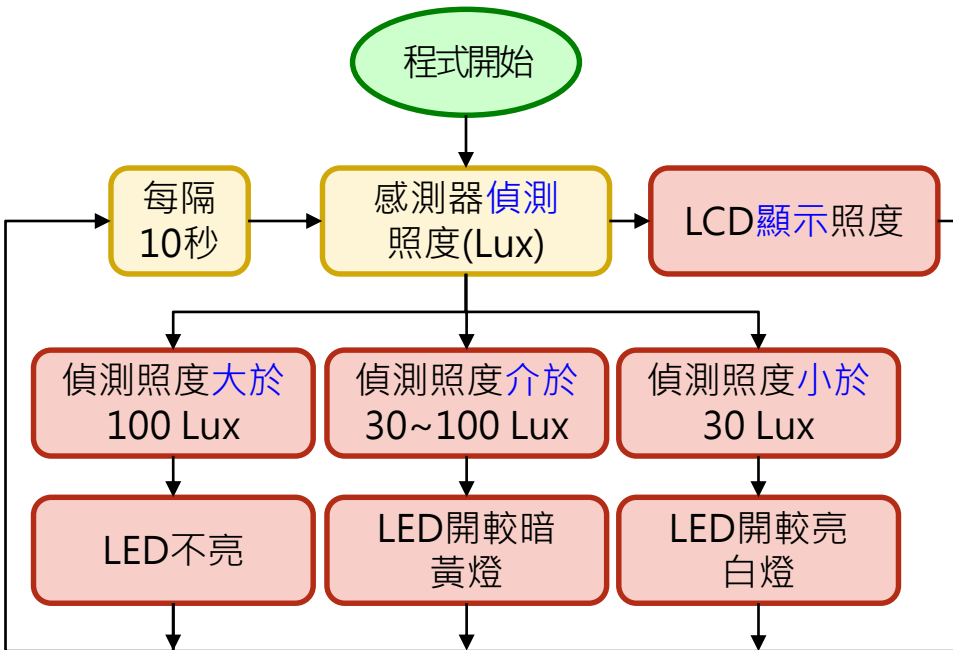 程式開始
每隔
10秒
感測器偵測
照度(Lux)
LCD顯示照度
偵測照度大於
100 Lux
偵測照度介於
30~100 Lux
偵測照度小於
30 Lux
LED不亮
LED開較暗
黃燈
LED開較亮
白燈